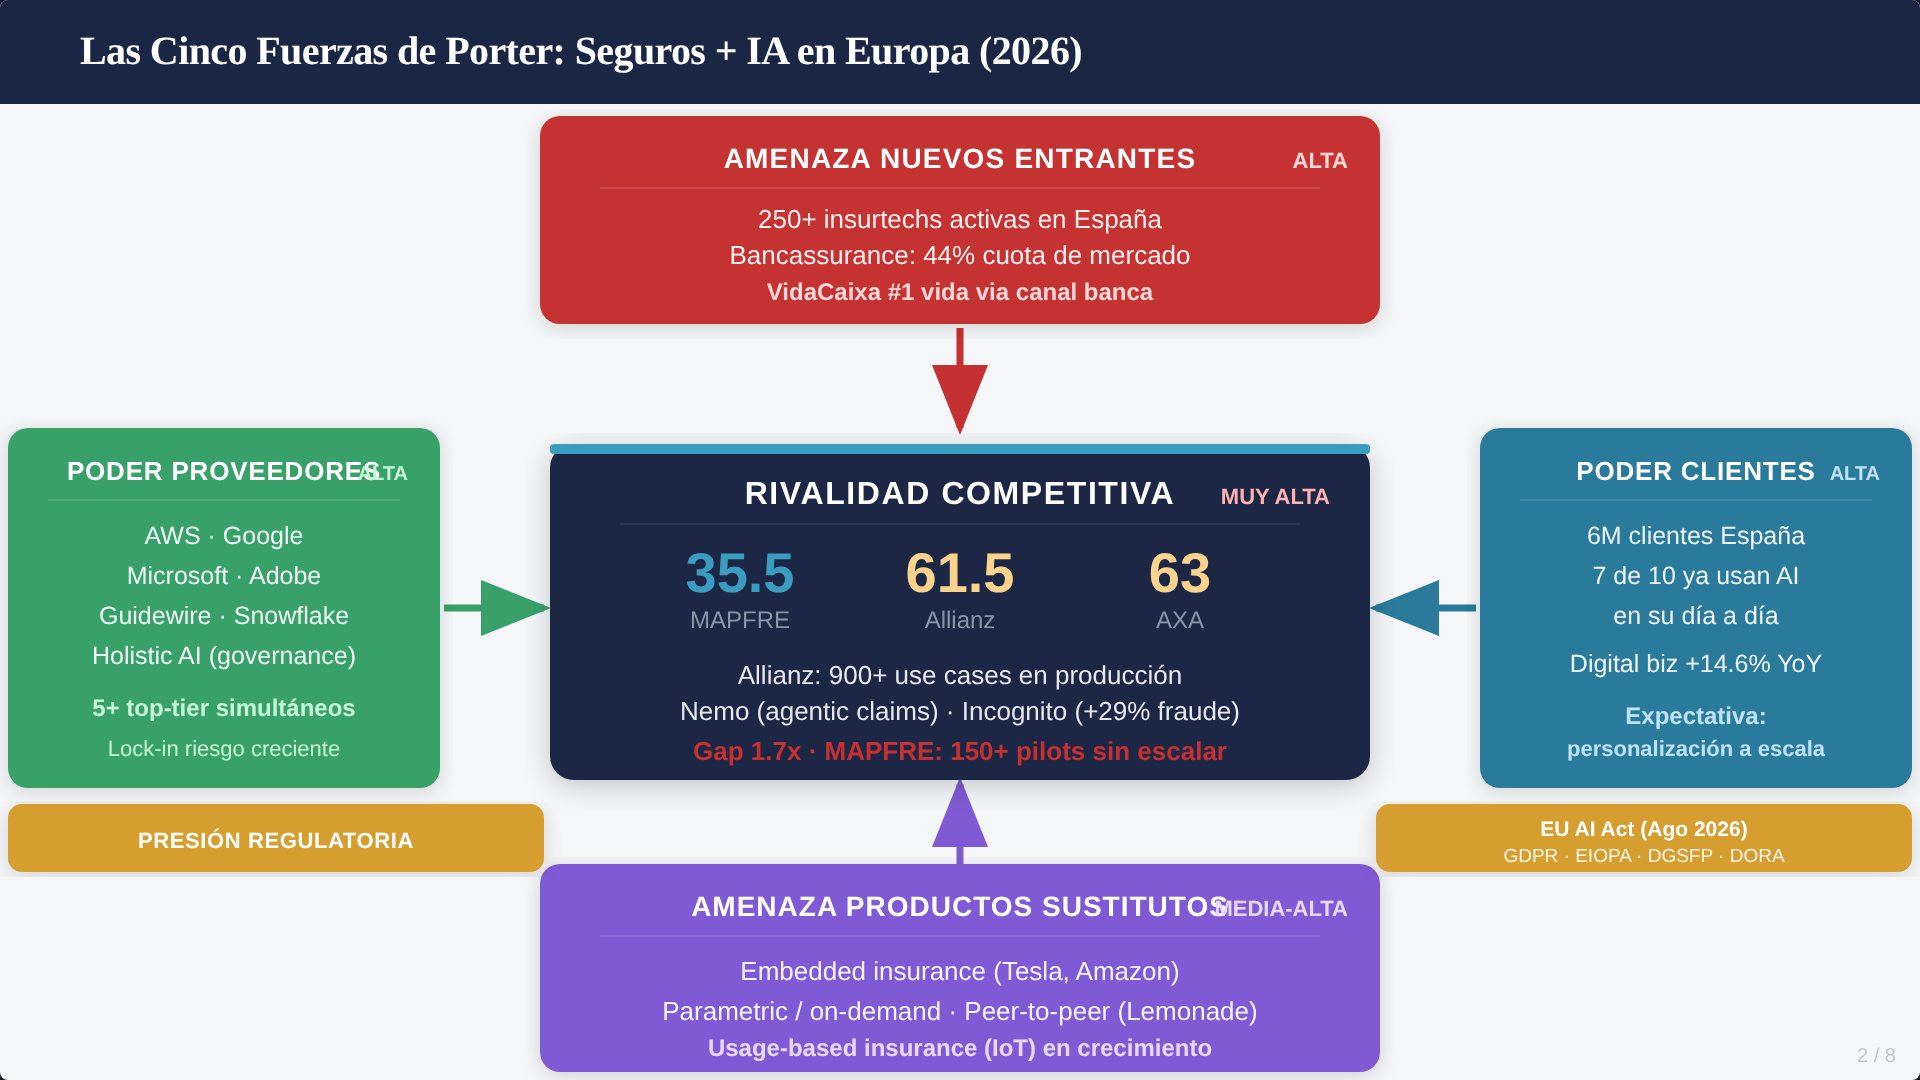 Las Cinco Fuerzas de Porter: Seguros + IA en Europa (2026)
AMENAZA NUEVOS ENTRANTES
ALTA
250+ insurtechs activas en España
Bancassurance: 44% cuota de mercado
VidaCaixa #1 vida via canal banca
PODER PROVEEDORES
ALTA
AWS · Google
Microsoft · Adobe
Guidewire · Snowflake
Holistic AI (governance)
5+ top-tier simultáneos
Lock-in riesgo creciente
RIVALIDAD COMPETITIVA
MUY ALTA
35.5
MAPFRE
61.5
Allianz
63
AXA
Allianz: 900+ use cases en producción
Nemo (agentic claims) · Incognito (+29% fraude)
Gap 1.7x · MAPFRE: 150+ pilots sin escalar
PODER CLIENTES
ALTA
6M clientes España
7 de 10 ya usan AI
en su día a día
Digital biz +14.6% YoY
Expectativa:
personalización a escala
PRESIÓN REGULATORIA
EU AI Act (Ago 2026)
GDPR · EIOPA · DGSFP · DORA
AMENAZA PRODUCTOS SUSTITUTOS
MEDIA-ALTA
Embedded insurance (Tesla, Amazon)
Parametric / on-demand · Peer-to-peer (Lemonade)
Usage-based insurance (IoT) en crecimiento
2 / 8